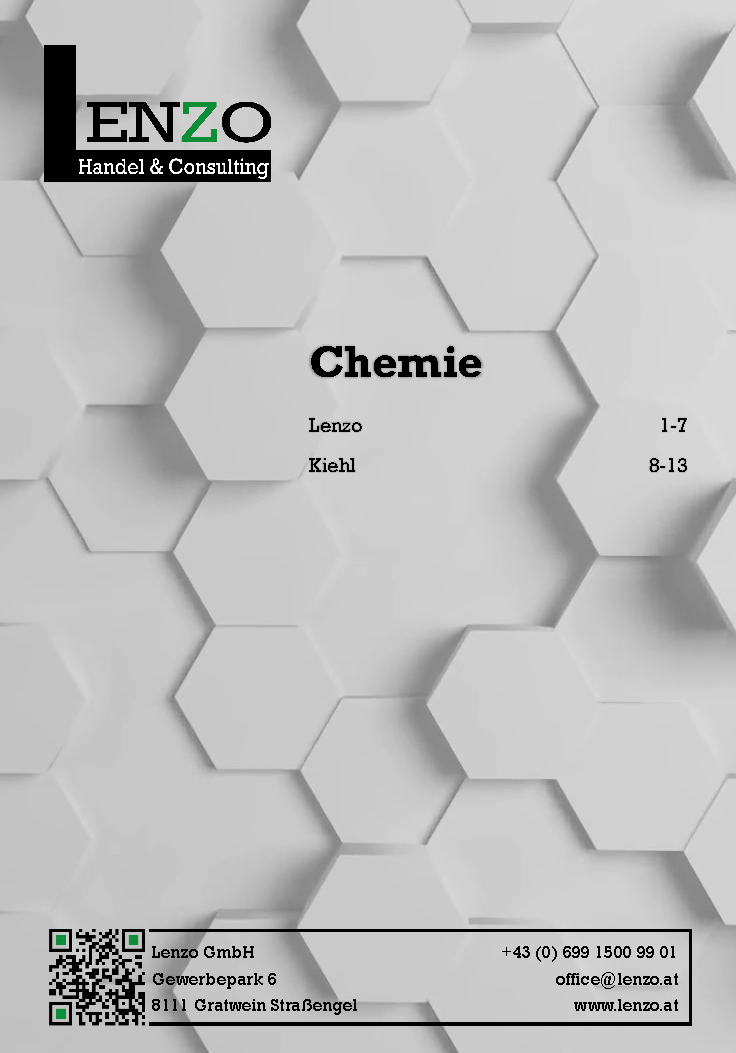 LENZO
Handel & Consulting
Chemie
Lenzo 1-7
Kiehl 8-13
Lenzo GmbH +43 (0) 699 1500 99 01
Gewerbepark 6 office@lenzo.at
8111 Gratwein Straßengel www.lenzo.at